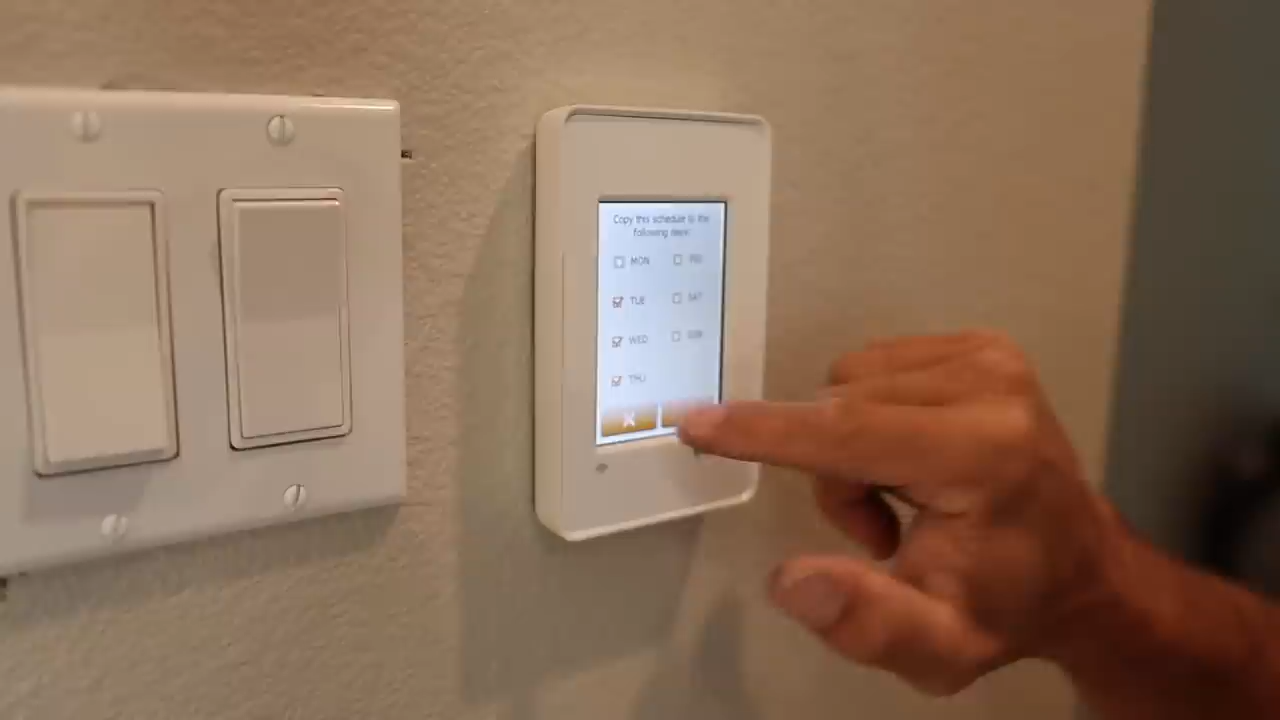 Copy this schedule to the
following days:
MON
FRI
TUE
SAT
WED
SUN
THU